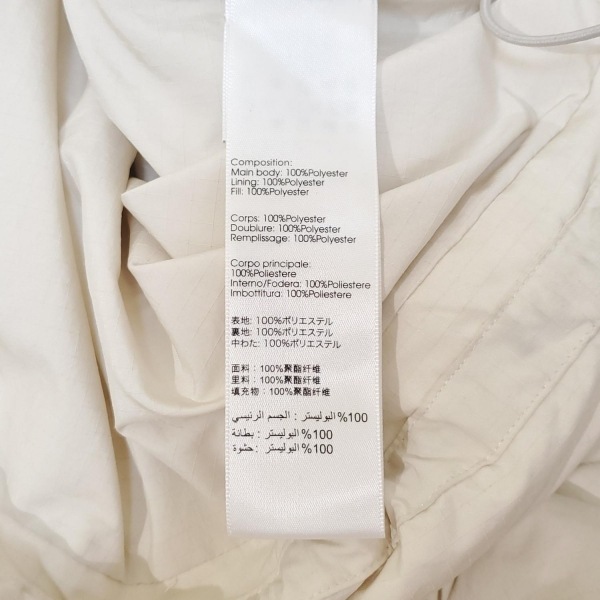 Composition:
Main body: 100%Polyester
Lining: 100%Polyester
Fill: 100%Polyester
Corps: 100%Polyester
Doublure: 100%Polyester
Remplissage: 100%Polyester
Corpo principale:
100%Poliestere
Interno/Fodera: 100%Poliestere
Imbottitura: 100%Poliestere
表地: 100%ポリエステル
裏地: 100%ポリエステル
中わた: 100%ポリエステル
面料: 100%聚酯纤维
里料: 100%聚酯纤维
填充物: 100%聚酯纤维
100%البوليستر : الجسم الرئيسي
100%البوليستر : بطانة
100%البوليستر : حشوة